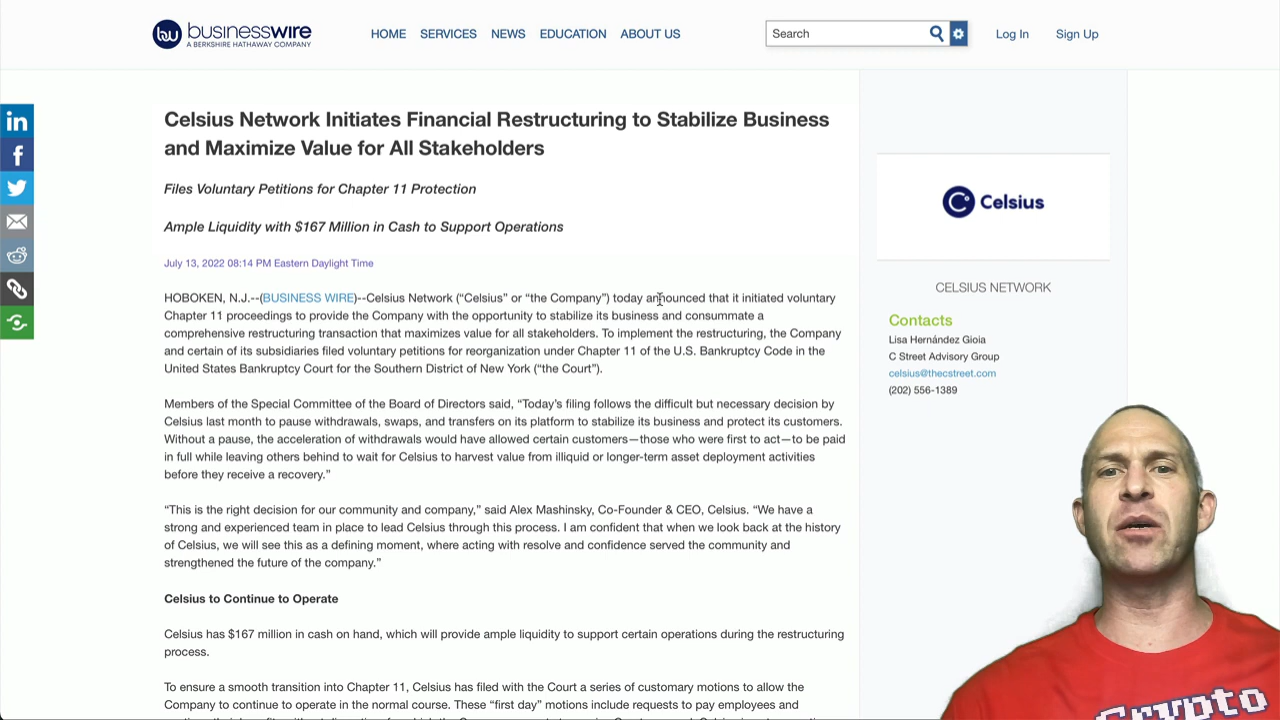 businesswire
A BERKSHIRE HATHAWAY COMPANY
HOME SERVICES NEWS EDUCATION ABOUT US
Search
Log In Sign Up
Celsius Network Initiates Financial Restructuring to Stabilize Business
and Maximize Value for All Stakeholders
Files Voluntary Petitions for Chapter 11 Protection
Ample Liquidity with $167 Million in Cash to Support Operations
July 13, 2022 08:14 PM Eastern Daylight Time
HOBOKEN, N.J.--(BUSINESS WIRE)--Celsius Network (“Celsius” or “the Company”) today announced that it initiated voluntary
Chapter 11 proceedings to provide the Company with the opportunity to stabilize its business and consummate a
comprehensive restructuring transaction that maximizes value for all stakeholders. To implement the restructuring, the Company
and certain of its subsidiaries filed voluntary petitions for reorganization under Chapter 11 of the U.S. Bankruptcy Code in the
United States Bankruptcy Court for the Southern District of New York (“the Court”).
Members of the Special Committee of the Board of Directors said, “Today’s filing follows the difficult but necessary decision by
Celsius last month to pause withdrawals, swaps, and transfers on its platform to stabilize its business and protect its customers.
Without a pause, the acceleration of withdrawals would have allowed certain customers—those who were first to act—to be paid
in full while leaving others behind to wait for Celsius to harvest value from illiquid or longer-term asset deployment activities
before they receive a recovery.”
“This is the right decision for our community and company,” said Alex Mashinsky, Co-Founder & CEO, Celsius. “We have a
strong and experienced team in place to lead Celsius through this process. I am confident that when we look back at the history
of Celsius, we will see this as a defining moment, where acting with resolve and confidence served the community and
strengthened the future of the company.”
Celsius to Continue to Operate
Celsius has $167 million in cash on hand, which will provide ample liquidity to support certain operations during the restructuring
process.
To ensure a smooth transition into Chapter 11, Celsius has filed with the Court a series of customary motions to allow the
Company to continue to operate in the normal course. These “first day” motions include requests to pay employees and
Celsius
CELSIUS NETWORK
Contacts
Lisa Hernández Gioia
C Street Advisory Group
celsius@thecstreet.com
(202) 556-1389
Crypto